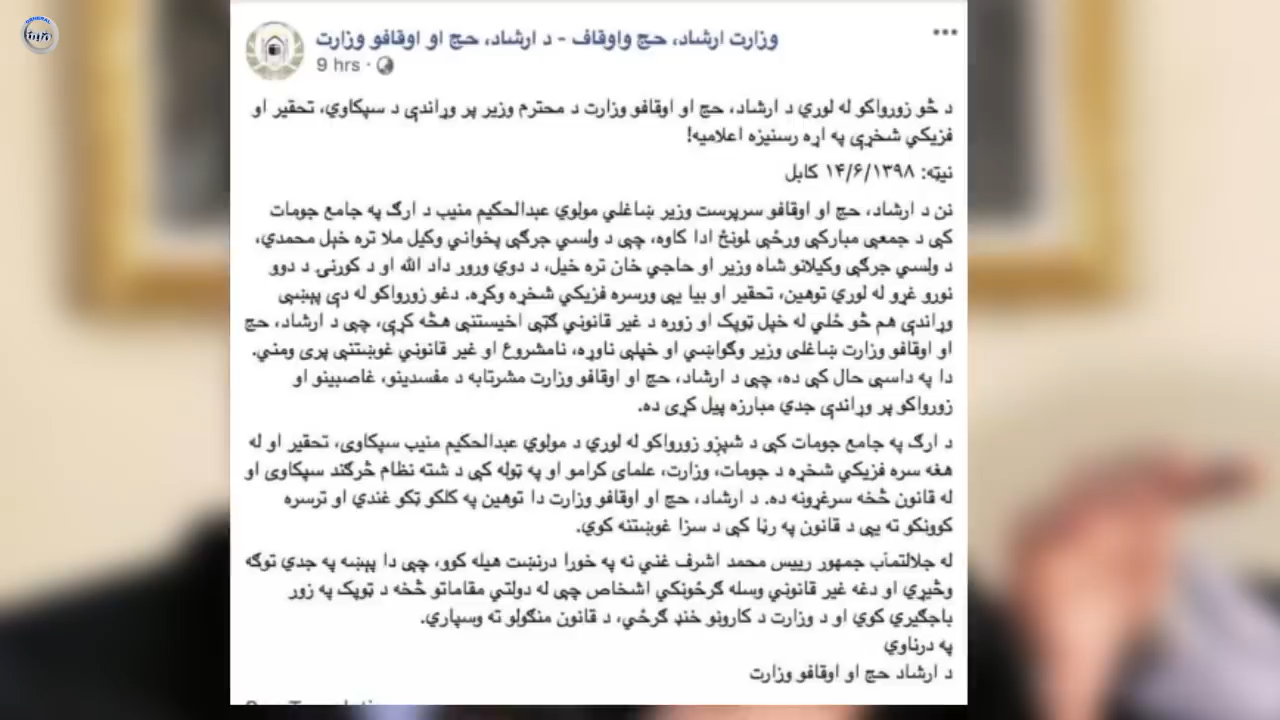 GENERAL
info
وزارت ارشاد، حج واوقاف - د ارشاد، حج او اوقافو وزارت
9 hrs ·
د څو زورواکو له لوري د ارشاد، حج او اوقافو وزارت د محترم وزیر پر وړاندې د سپکاوي، تحقیر او
فزیکي شخړې په اړه رسنیزه اعلامیه!
نیټه: ۱۴/۶/۱۳۹۸ کابل
نن د ارشاد، حج او اوقافو سرپرست وزیر ښاغلي مولوي عبدالحکیم منیب د ارګ په جامع جومات
کې د جمعې مبارکې ورځې لمونځ ادا کاوه، چې د ولسي جرګې پخوانې وکیل ملا تره خیل محمدي،
د ولسي جرګې وکیلانو شاه وزیر او حاجي خان تره خیل، د دوي ورور داد الله او د کورنۍ د دوو
نورو غړو له لوري توهین، تحقیر او بیا یې ورسره فزیکي شخړه وکړه. دغو زورواکو له دې پېښې
وړاندې هم څو ځلي له خپل ټوپک او زوره د غیر قانوني ګټې اخیستنې هڅه کړې، چې د ارشاد، حج
او اوقافو وزارت ښاغلی وزیر وګواښي او خپلې ناوړه، نامشروع او غیر قانوني غوښتنې پرې ومني.
دا په داسې حال کې ده، چې د ارشاد، حج او اوقافو وزارت مشرتابه د مفسدینو، غاصبینو او
زورواکو پر وړاندې جدي مبارزه پیل کړې ده.
د ارګ په جامع جومات کې د شپږو زورواکو له لوري د مولوي عبدالحکیم منیب سپکاوی، تحقیر او له
هغه سره فزیکي شخړه د جومات، وزارت، علمای کرامو او په ټوله کې د شته نظام څرګند سپکاوی او
له قانون څخه سرغړونه ده. د ارشاد، حج او اوقافو وزارت دا توهین په کلکو ټکو غندي او ترسره
کوونکو ته یې د قانون په رڼا کې د سزا غوښتنه کوي.
له جلالتمآب جمهور رییس محمد اشرف غني نه په خورا درنښت هیله کوو، چې دا پېښه په جدي توګه
وڅیړي او دغه غیر قانوني وسله ګرځونکي اشخاص چې له دولتي مقاماتو څخه د ټوپک په زور
باجګیري کوي او د وزارت د کارونو خنډ ګرځي، د قانون منګولو ته وسپاري.
په درناوي
د ارشاد حج او اوقافو وزارت